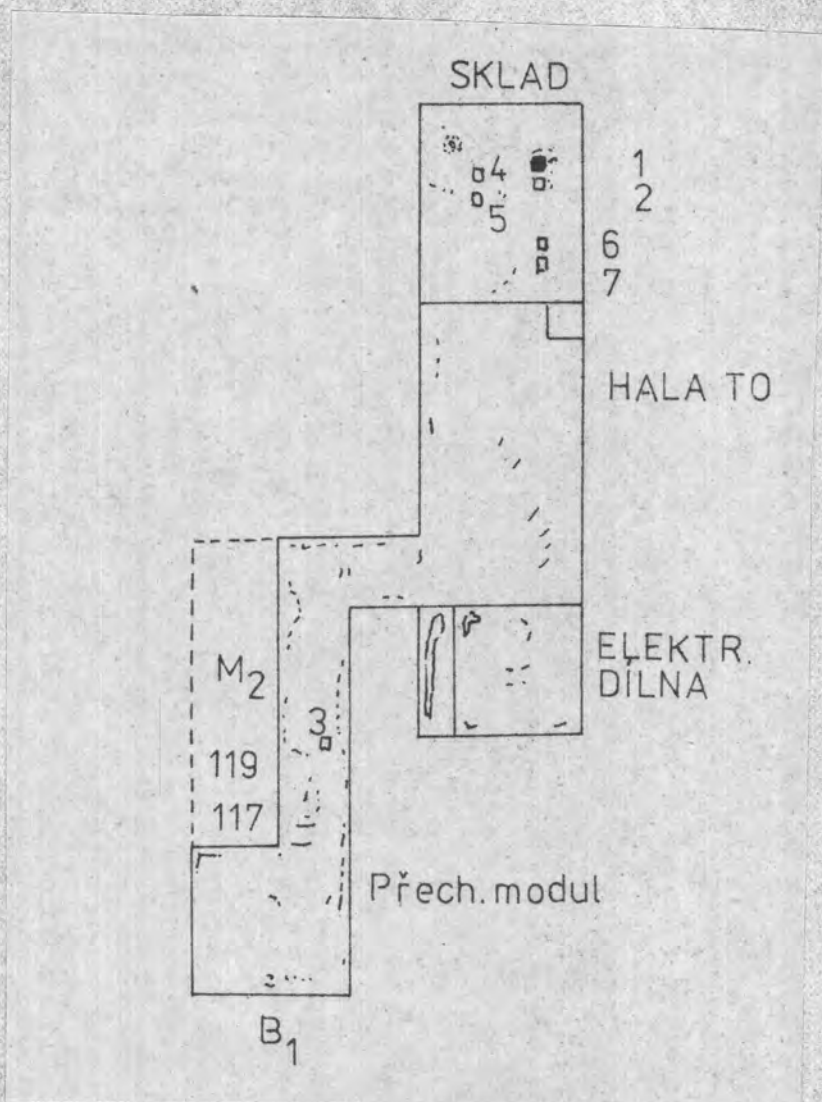 SKLAD
4
1
2
5
6
7
HALA TO
M2
ELEKTR.
DÍLNA
3
119
117
Přech. modul
B1